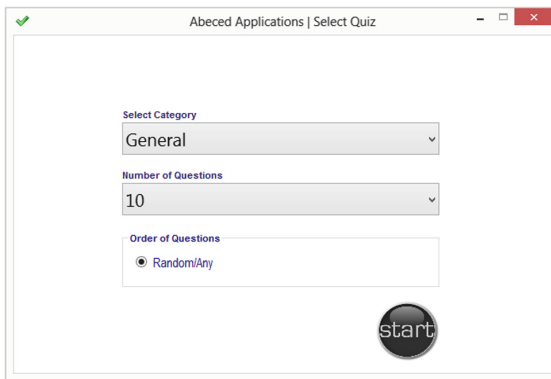 Abeced Applications | Select Quiz
Select Category
General
Number of Questions
10
Order of Questions
Random/Any
start